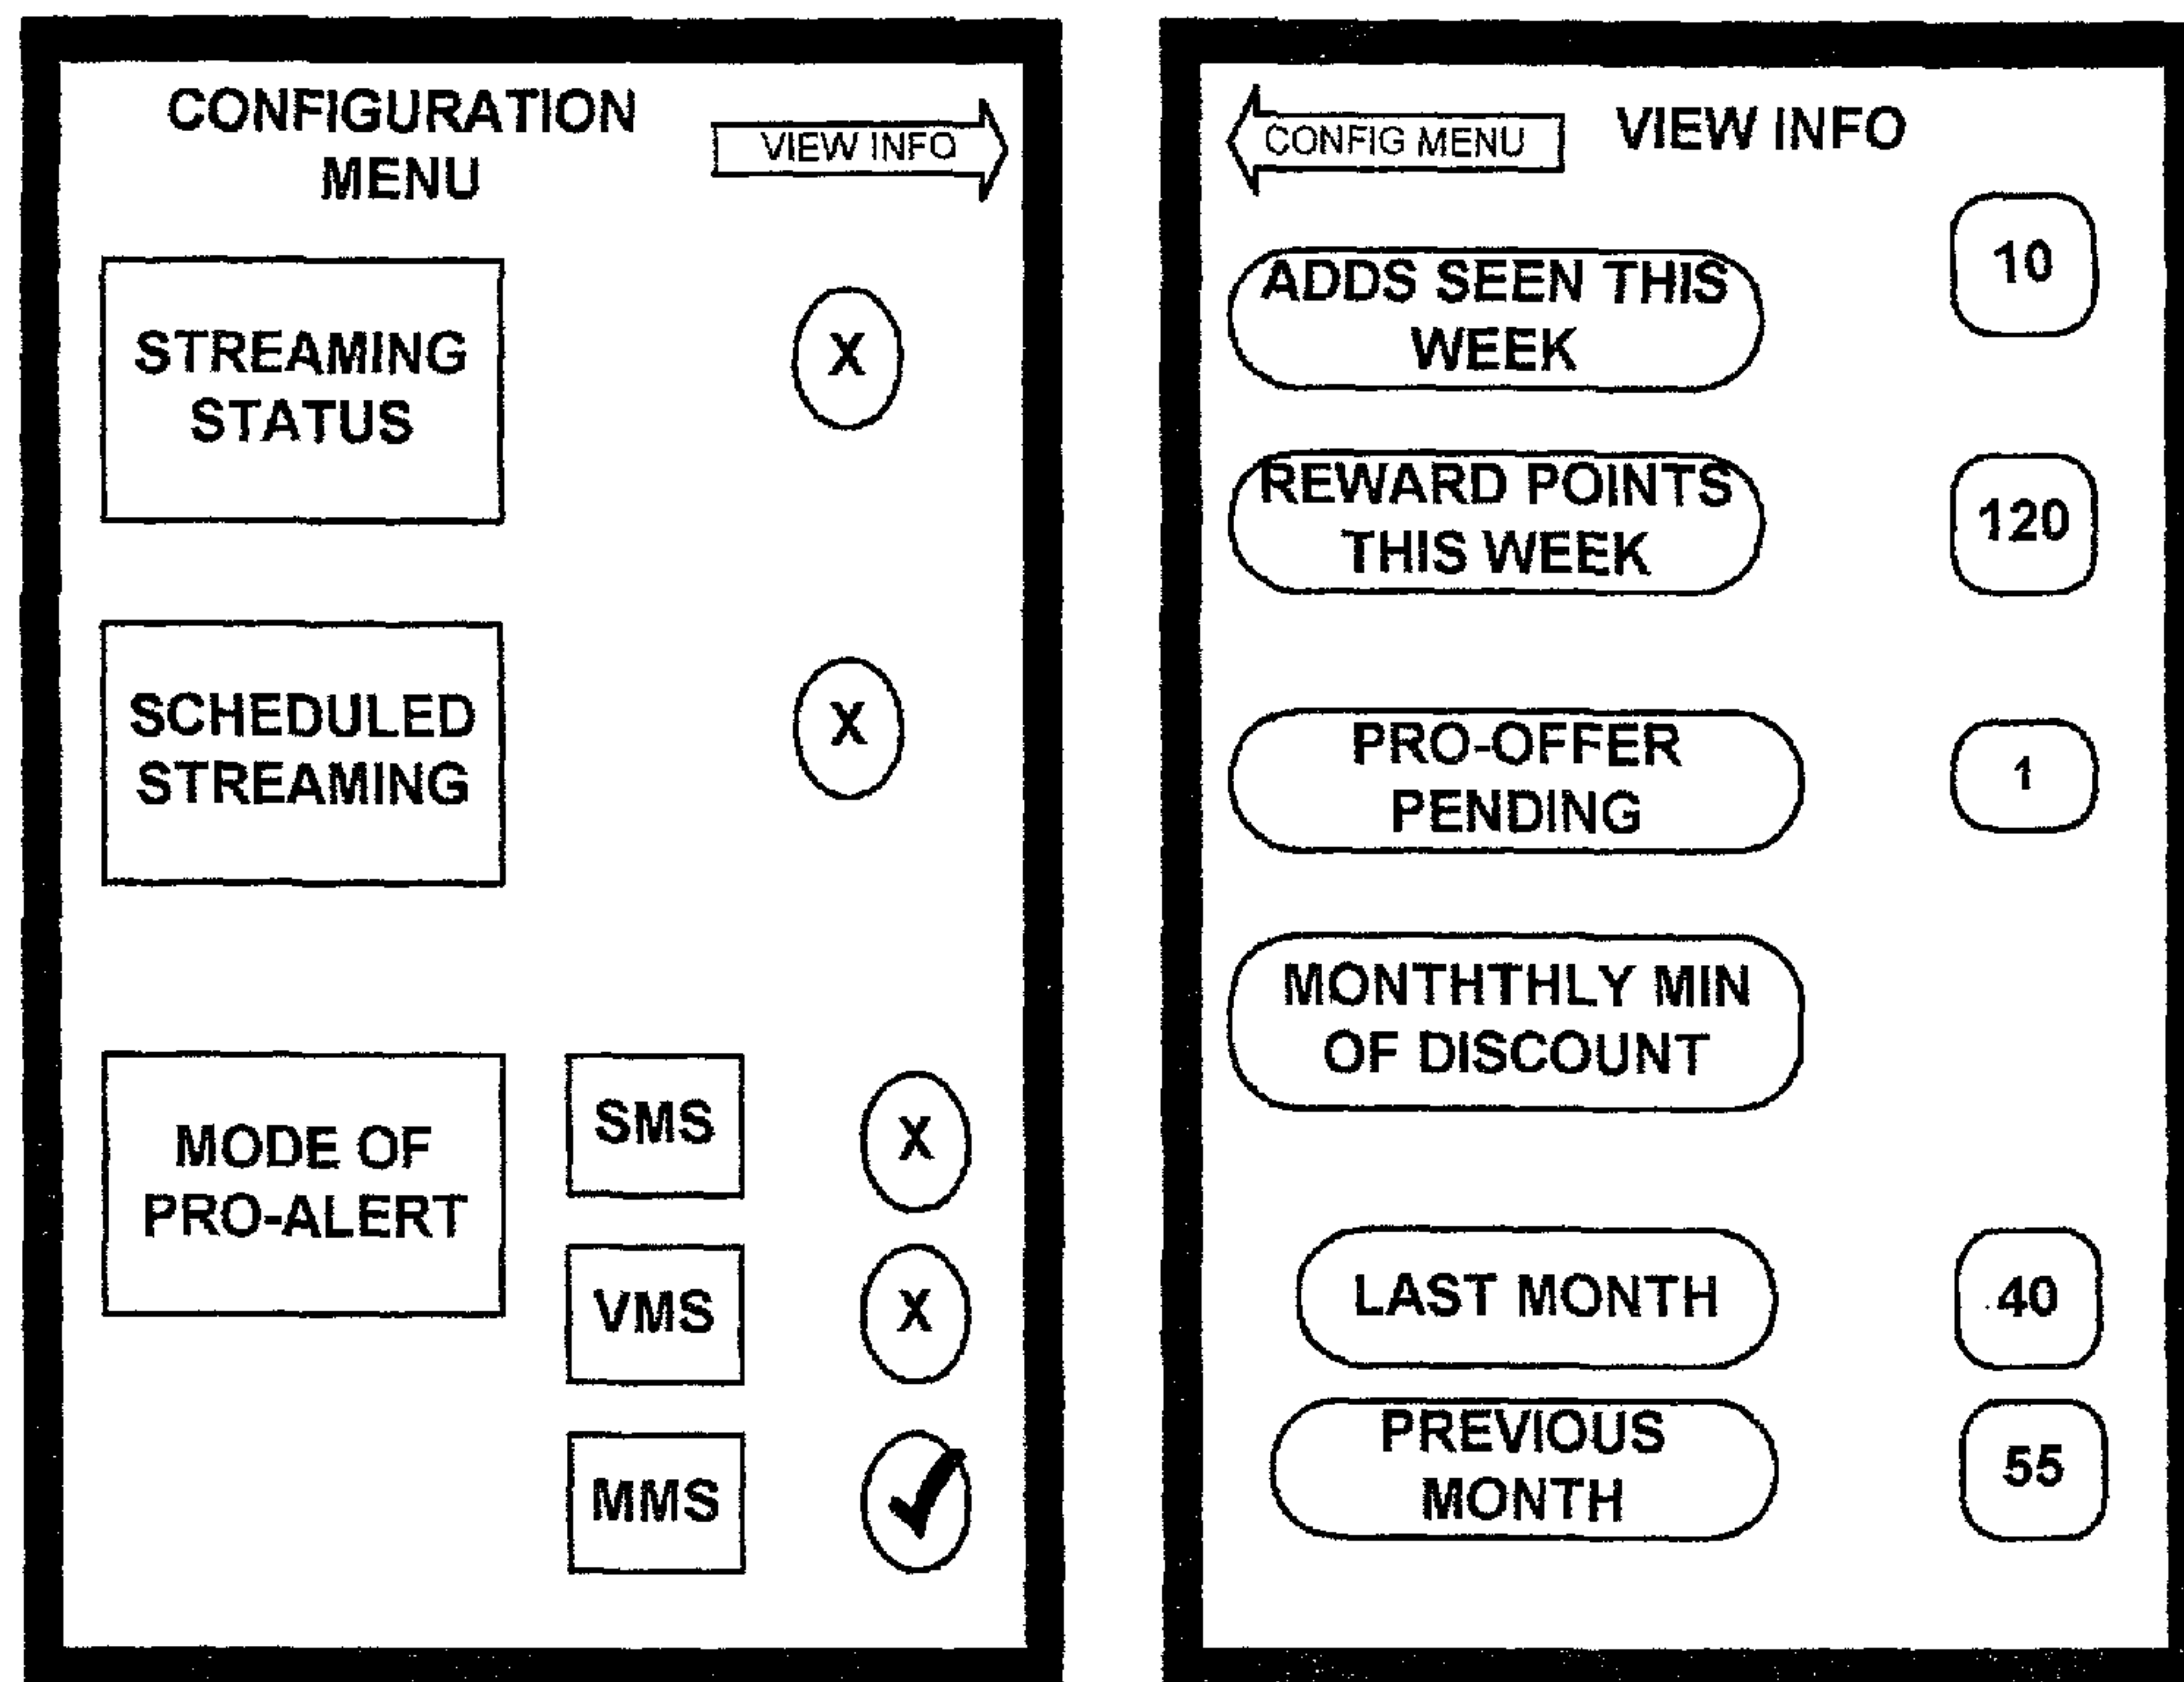 CONFIGURATION
MENU
VIEW INFO
STREAMING
STATUS
X
SCHEDULED
STREAMING
X
MODE OF
PRO-ALERT
SMS
X
VMS
X
MMS
✓
CONFIG MENU
VIEW INFO
ADDS SEEN THIS
WEEK
10
REWARD POINTS
THIS WEEK
120
PRO-OFFER
PENDING
1
MONTHTHLY MIN
OF DISCOUNT
LAST MONTH
40
PREVIOUS
MONTH
55